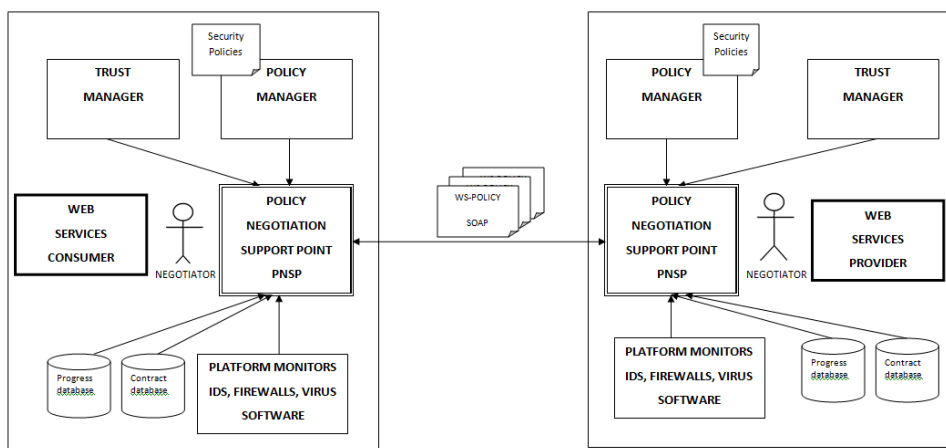 Security
Policies
TRUST
MANAGER
POLICY
MANAGER
WEB
SERVICES
CONSUMER
NEGOTIATOR
POLICY
NEGOTIATION
SUPPORT POINT
PNSP
Progress
database
Contract
database
PLATFORM MONITORS
IDS, FIREWALLS, VIRUS
SOFTWARE
WS-POLICY
SOAP
Security
Policies
POLICY
MANAGER
TRUST
MANAGER
POLICY
NEGOTIATION
SUPPORT POINT
PNSP
NEGOTIATOR
WEB
SERVICES
PROVIDER
PLATFORM MONITORS
IDS, FIREWALLS, VIRUS
SOFTWARE
Progress
database
Contract
database